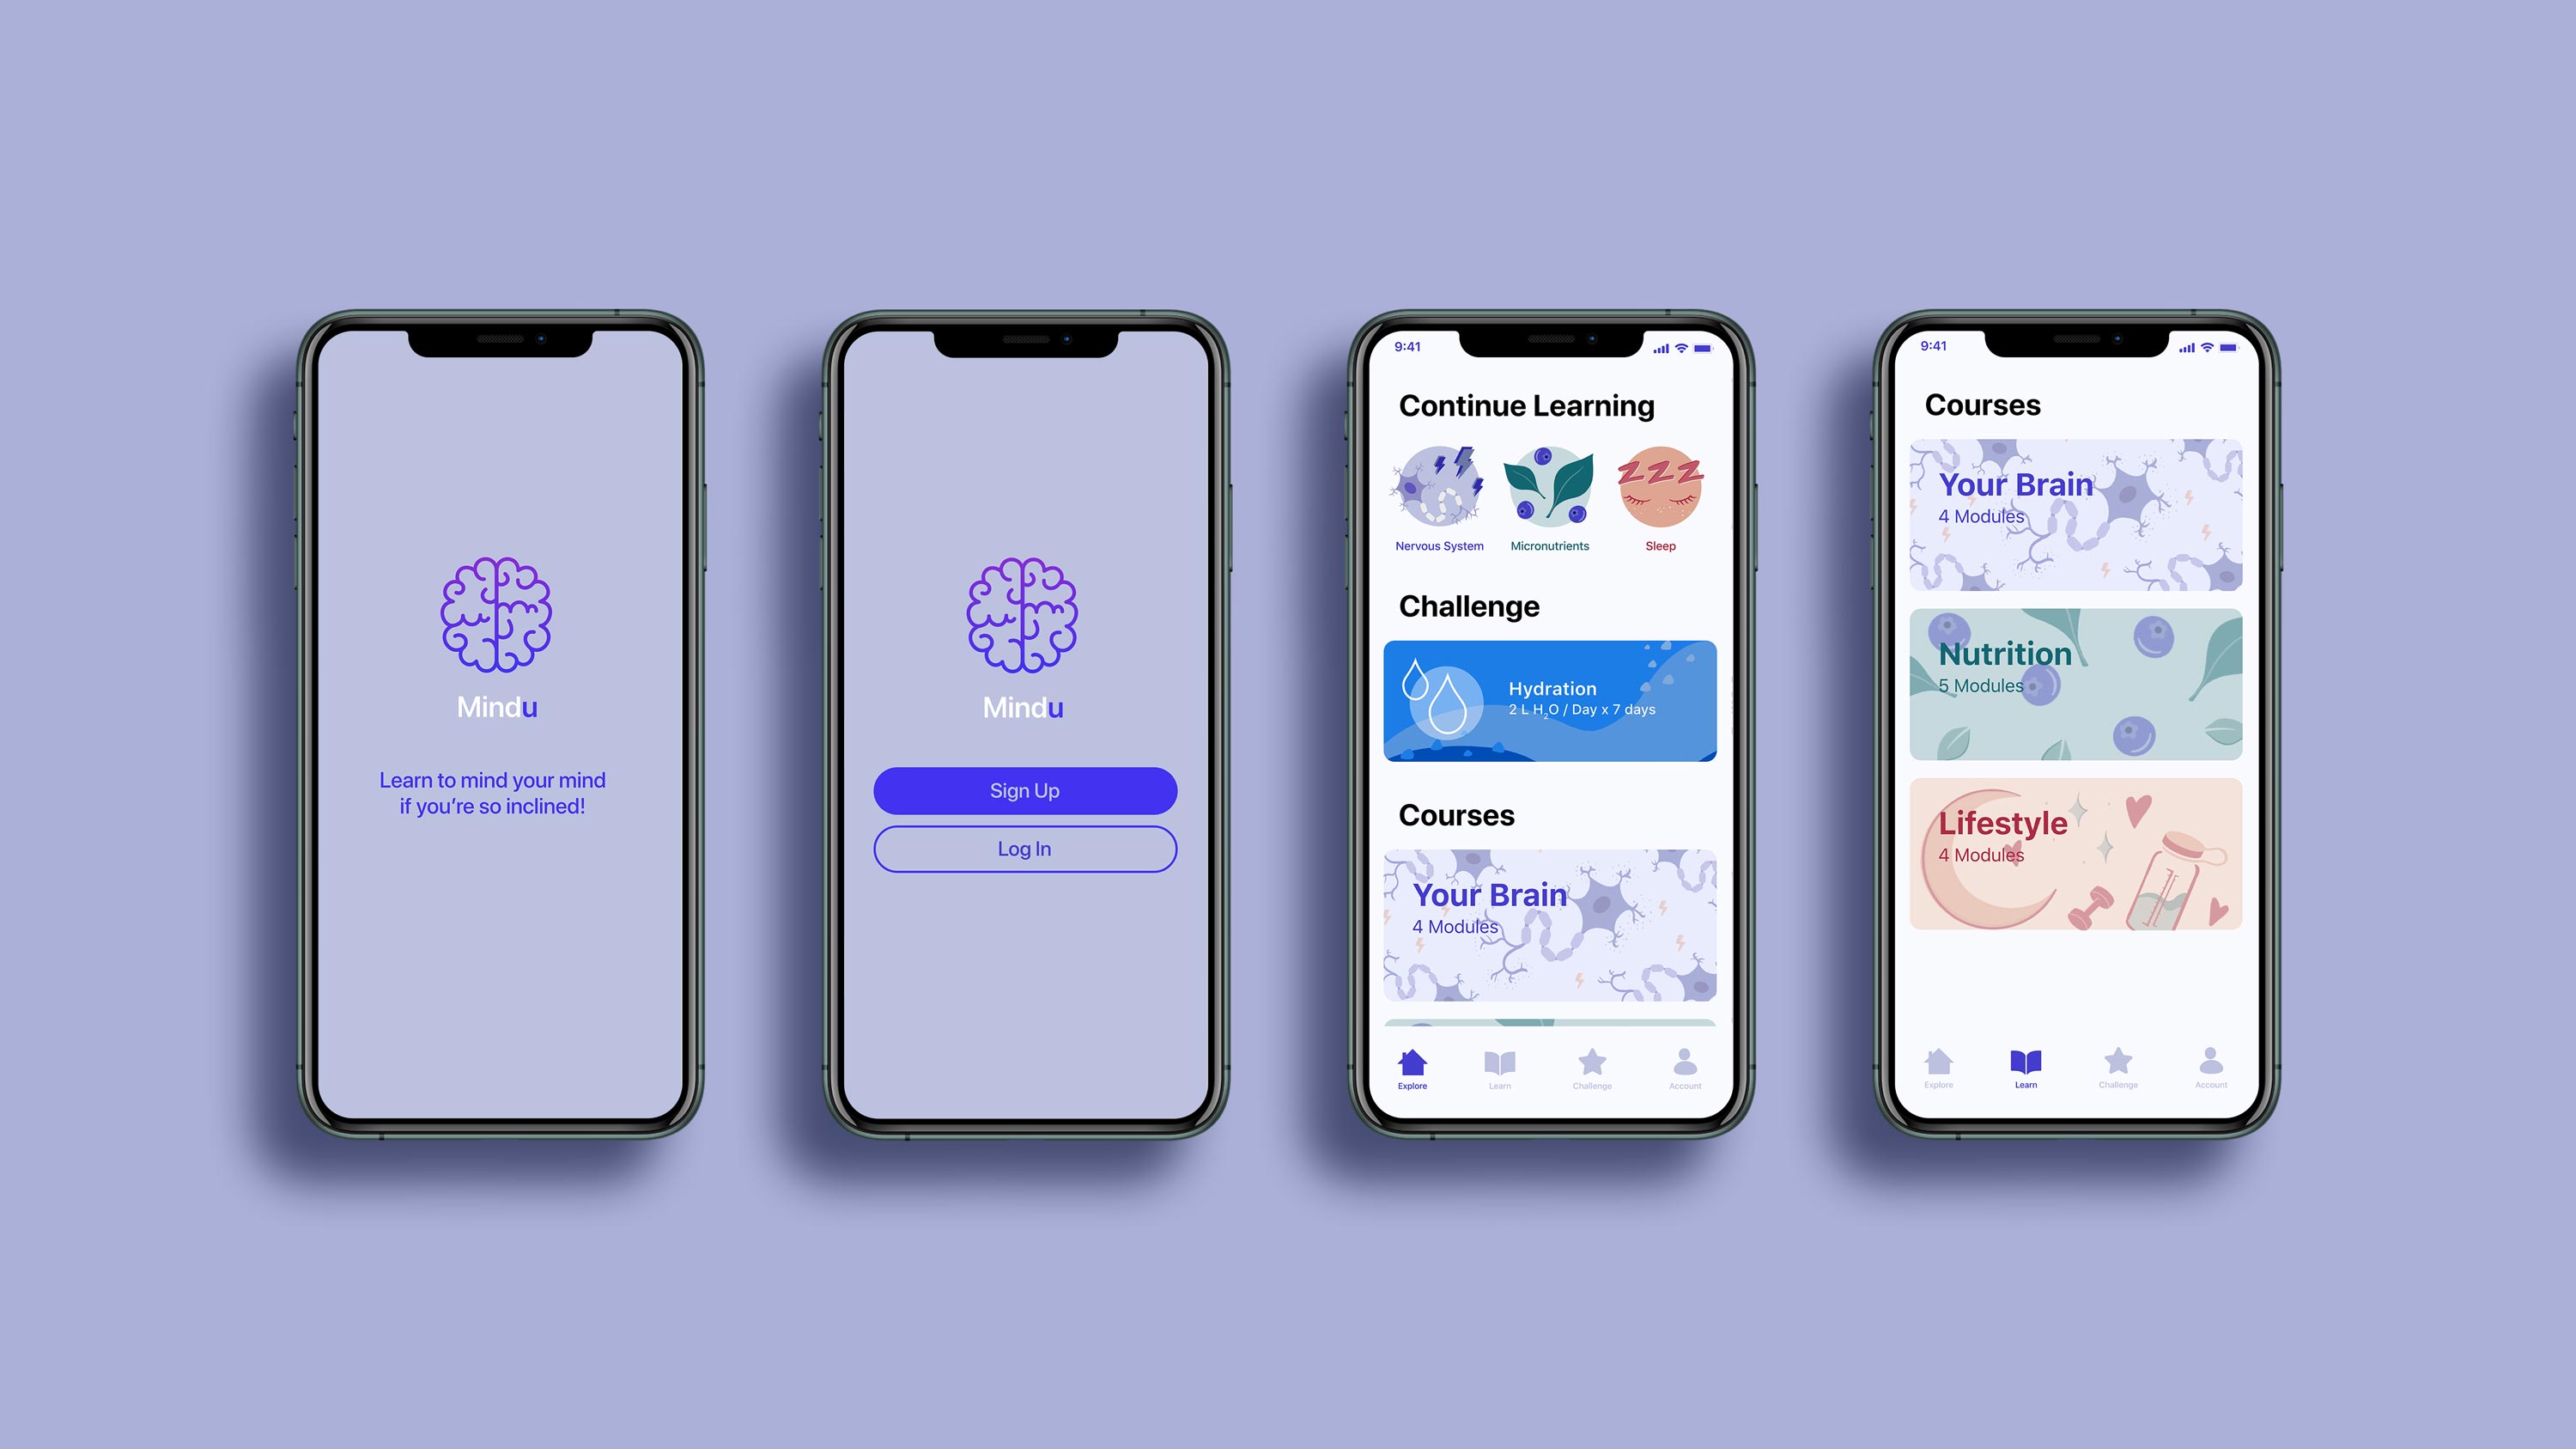 Mindu
Learn to mind your mind
if you're so inclined!
Mindu
Sign Up
Log In
9:41
Continue Learning
ZZZ
Nervous System
Micronutrients
Sleep
Challenge
Hydration
2 L H₂O / Day x 7 days
Courses
Your Brain
4 Modules
Explore
Learn
Challenge
Account
9:41
Courses
Your Brain
4 Modules
Nutrition
5 Modules
Lifestyle
4 Modules
Explore
Learn
Challenge
Account